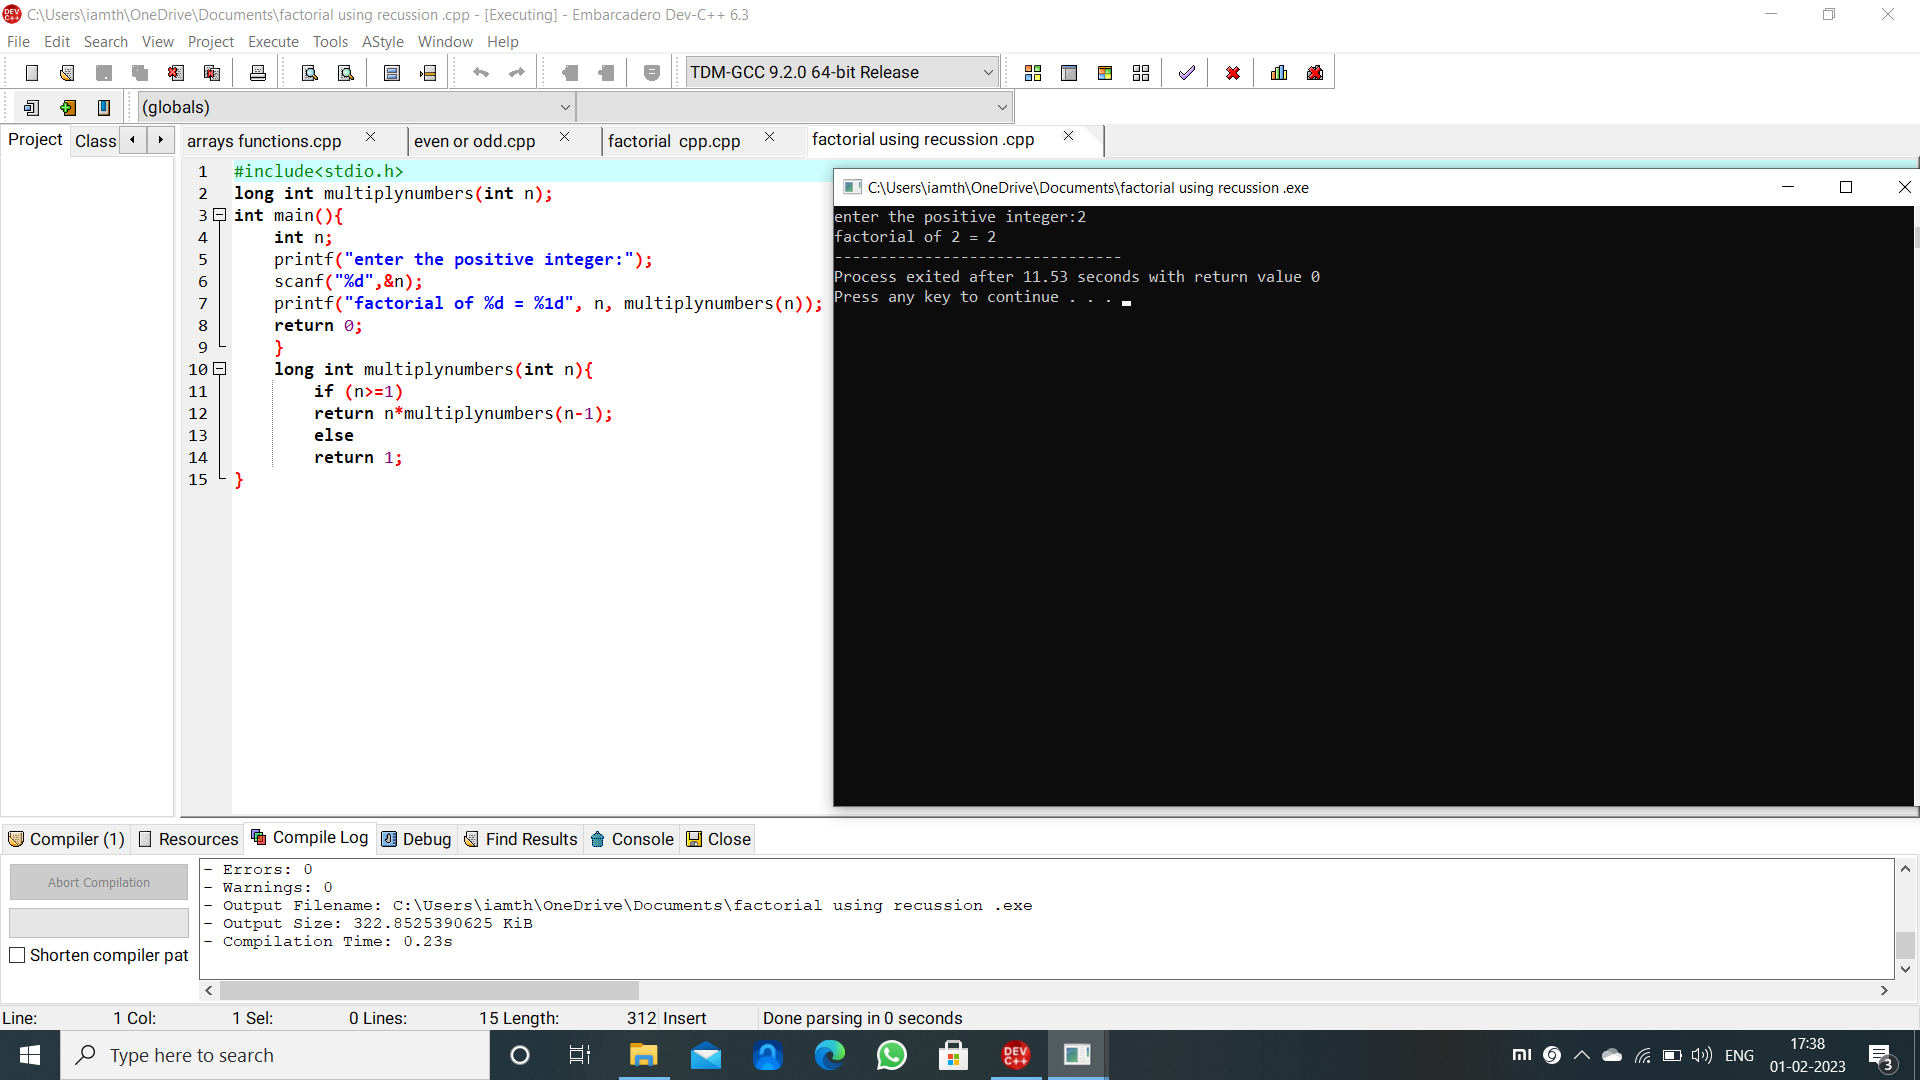 C:\Users\iamth\OneDrive\Documents\factorial using recussion .cpp - [Executing] - Embarcadero Dev-C++ 6.3
File Edit Search View Project Execute Tools AStyle Window Help
TDM-GCC 9.2.0 64-bit Release
(globals)
Project Class arrays functions.cpp even or odd.cpp factorial  cpp.cpp factorial using recussion .cpp
1 #include<stdio.h>
2 long int multiplynumbers(int n);
3 int main(){
4 int n;
5 printf("enter the positive integer:");
6 scanf("%d",&n);
7 printf("factorial of %d = %1d", n, multiplynumbers(n));
8 return 0;
9 }
10 long int multiplynumbers(int n){
11 if (n>=1)
12 return n*multiplynumbers(n-1);
13 else
14 return 1;
15 }
C:\Users\iamth\OneDrive\Documents\factorial using recussion .exe
enter the positive integer:2
factorial of 2 = 2
--------------------------------
Process exited after 11.53 seconds with return value 0
Press any key to continue . . .
Compiler (1) Resources Compile Log Debug Find Results Console Close
Abort Compilation
Shorten compiler pat
- Errors: 0
- Warnings: 0
- Output Filename: C:\Users\iamth\OneDrive\Documents\factorial using recussion .exe
- Output Size: 322.8525390625 KiB
- Compilation Time: 0.23s
Line: 1 Col: 1 Sel: 0 Lines: 15 Length: 312 Insert Done parsing in 0 seconds
Type here to search
DEV C++
mi
ENG
17:38
01-02-2023
3